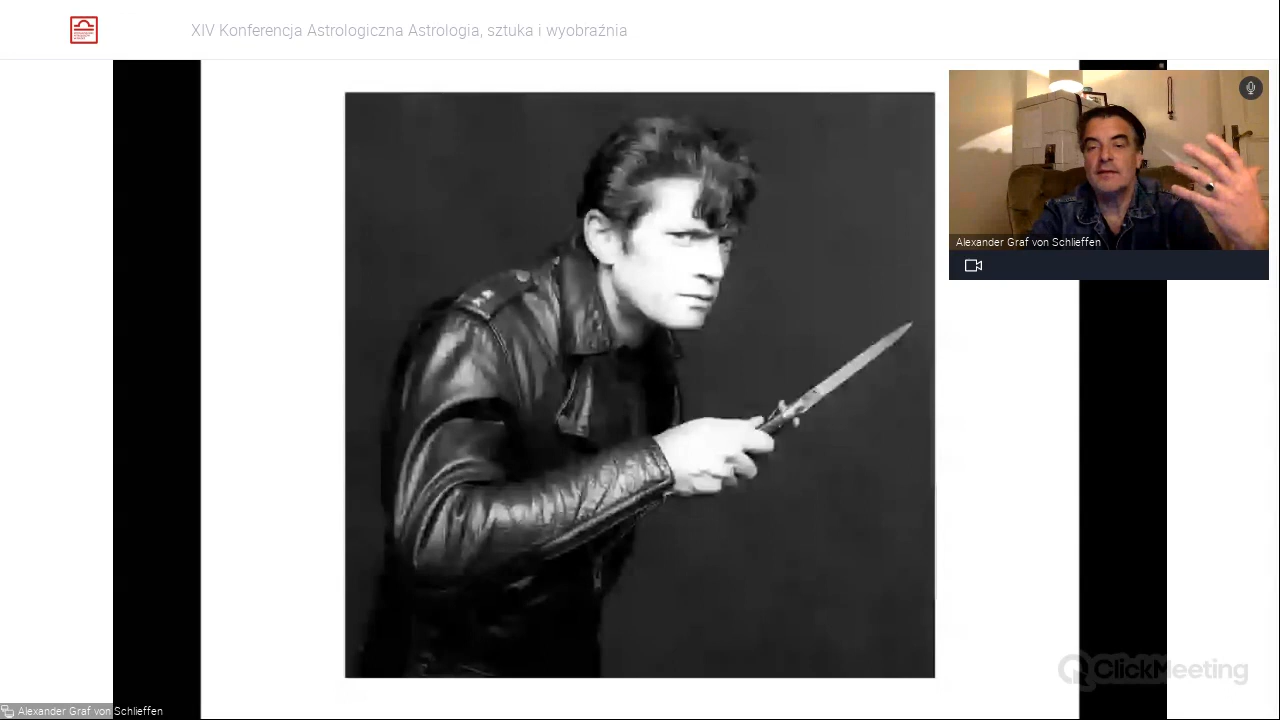 XIV Konferencja Astrologiczna Astrologia, sztuka i wyobraźnia
Alexander Graf von Schlieffen
ClickMeeting
Alexander Graf von Schlieffen